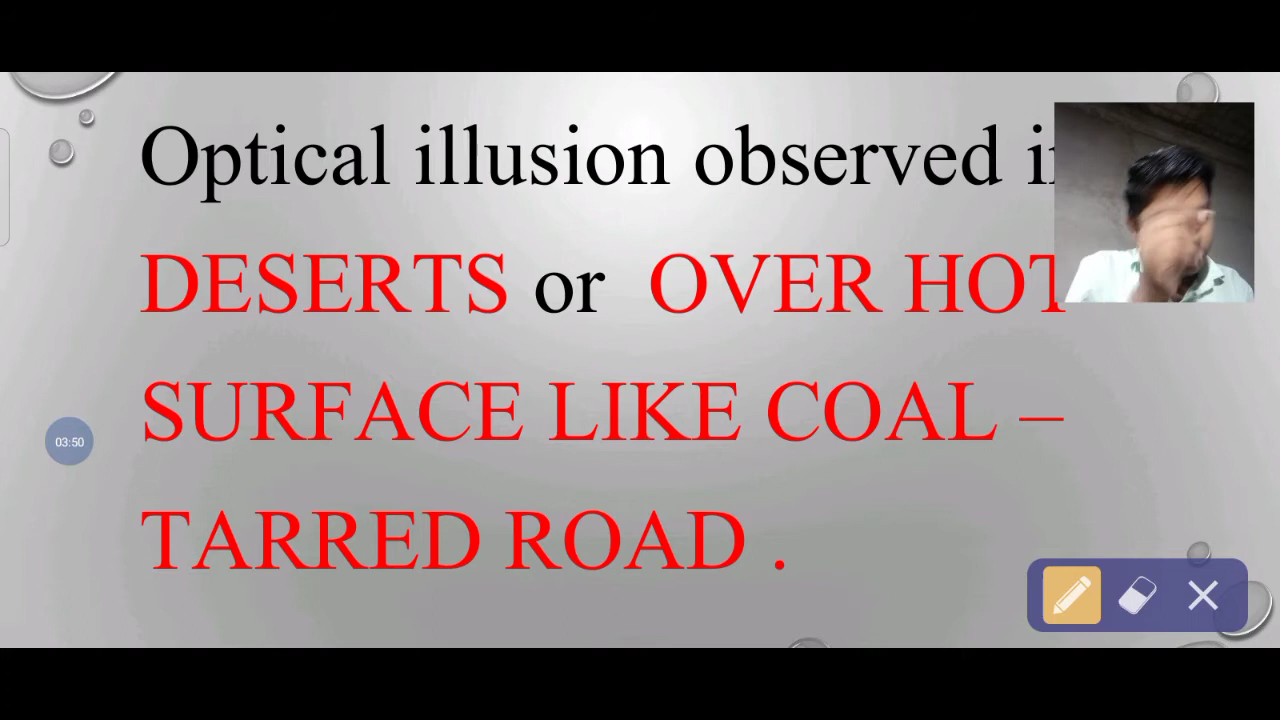 Optical illusion observed
DESERTS or OVER HOT
SURFACE LIKE COAL –
TARRED ROAD .
03:50